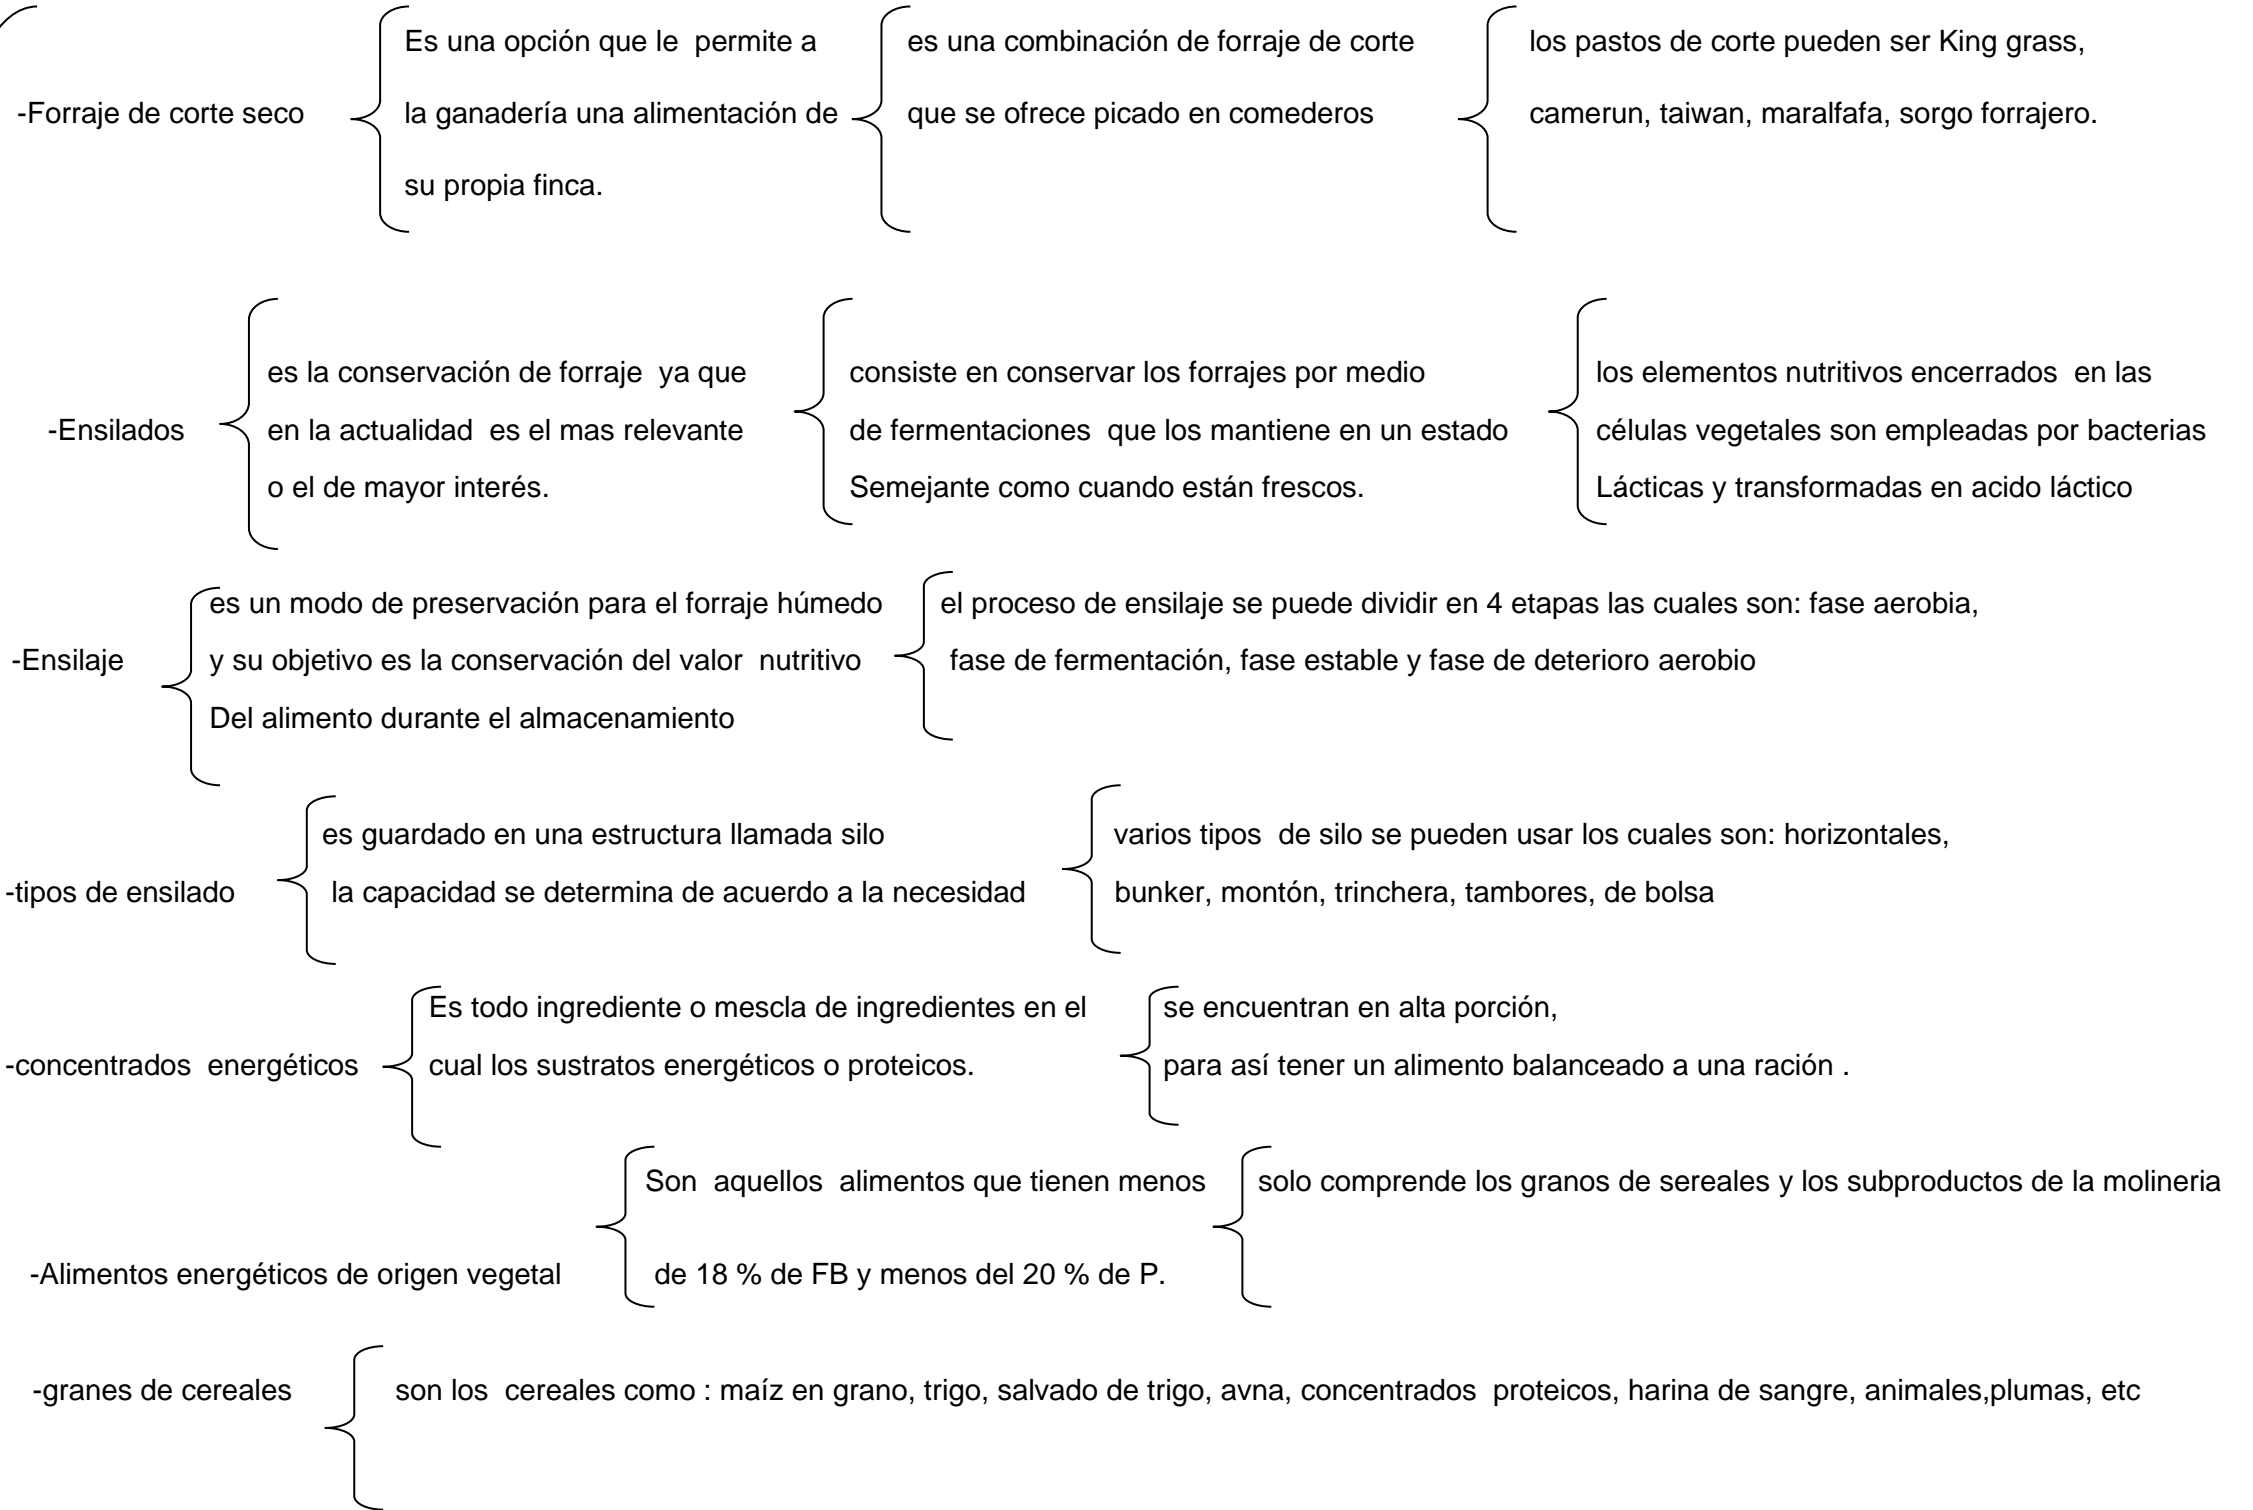 -Forraje de corte seco
Es una opción que le permite a
la ganadería una alimentación de
su propia finca.
es una combinación de forraje de corte
que se ofrece picado en comederos
los pastos de corte pueden ser King grass,
camerun, taiwan, maralfafa, sorgo forrajero.
-Ensilados
es la conservación de forraje ya que
en la actualidad es el mas relevante
o el de mayor interés.
consiste en conservar los forrajes por medio
de fermentaciones que los mantiene en un estado
Semejante como cuando están frescos.
los elementos nutritivos encerrados en las
células vegetales son empleadas por bacterias
Lácticas y transformadas en acido láctico
-Ensilaje
es un modo de preservación para el forraje húmedo
y su objetivo es la conservación del valor nutritivo
Del alimento durante el almacenamiento
el proceso de ensilaje se puede dividir en 4 etapas las cuales son: fase aerobia,
fase de fermentación, fase estable y fase de deterioro aerobio
-tipos de ensilado
es guardado en una estructura llamada silo
la capacidad se determina de acuerdo a la necesidad
varios tipos de silo se pueden usar los cuales son: horizontales,
bunker, montón, trinchera, tambores, de bolsa
-concentrados energéticos
Es todo ingrediente o mescla de ingredientes en el
cual los sustratos energéticos o proteicos.
se encuentran en alta porción,
para así tener un alimento balanceado a una ración .
-Alimentos energéticos de origen vegetal
Son aquellos alimentos que tienen menos
de 18 % de FB y menos del 20 % de P.
solo comprende los granos de sereales y los subproductos de la molineria
-granes de cereales
son los cereales como : maíz en grano, trigo, salvado de trigo, avna, concentrados proteicos, harina de sangre, animales,plumas, etc